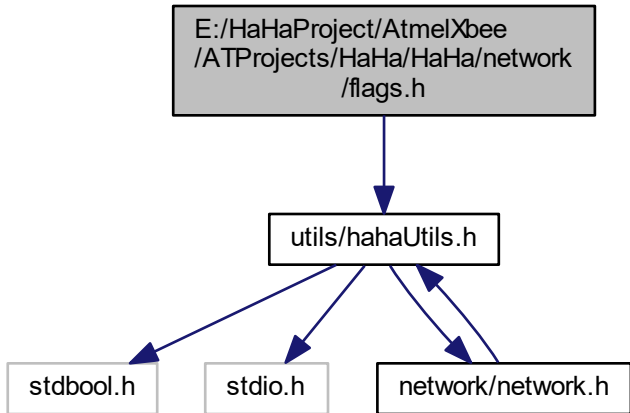 E:/HaHaProject/AtmelXbee
/ATProjects/HaHa/HaHa/network
/flags.h
utils/hahaUtils.h
stdbool.h
stdio.h
network/network.h